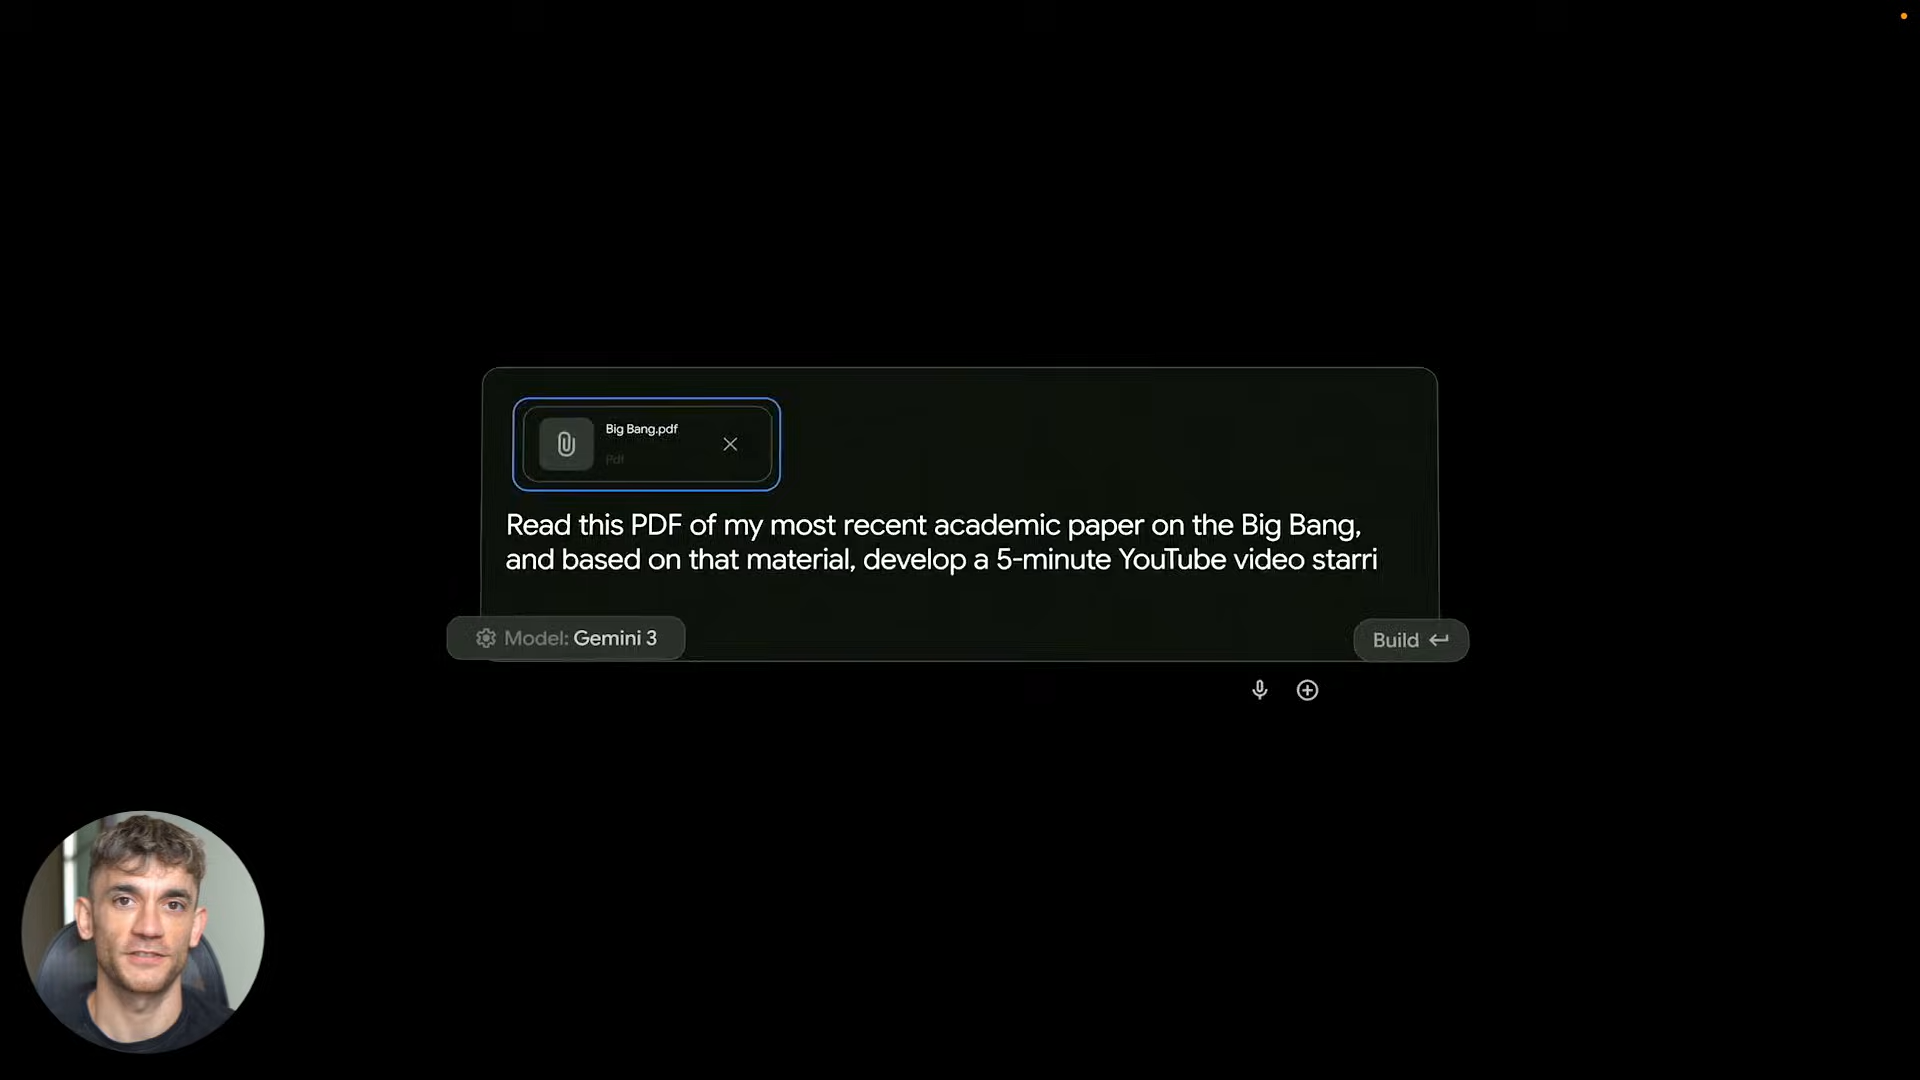 Big Bang.pdf
Pdf
Read this PDF of my most recent academic paper on the Big Bang,
and based on that material, develop a 5-minute YouTube video starri
Model: Gemini 3
Build